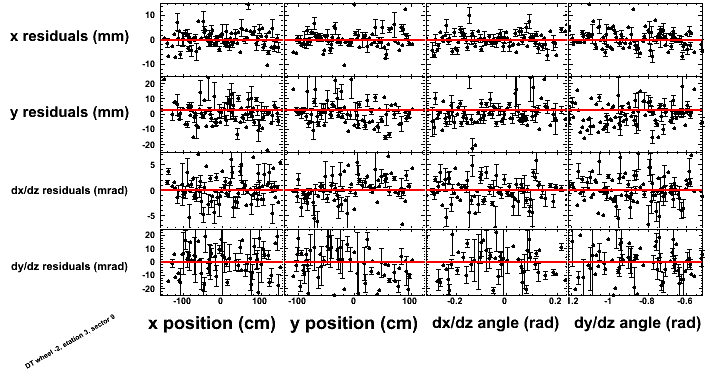 x residuals (mm) 10 0 -10
y residuals (mm) 20 10 0 -10 -20
dx/dz residuals (mrad) 5 0 -5
dy/dz residuals (mrad) 20 10 0 -10 -20
-100 0 100 -100 0 100 -0.2 0 0.2 1.2 -1 -0.8 -0.6
x position (cm) y position (cm) dx/dz angle (rad) dy/dz angle (rad)
DT wheel -2, station 3, sector 9